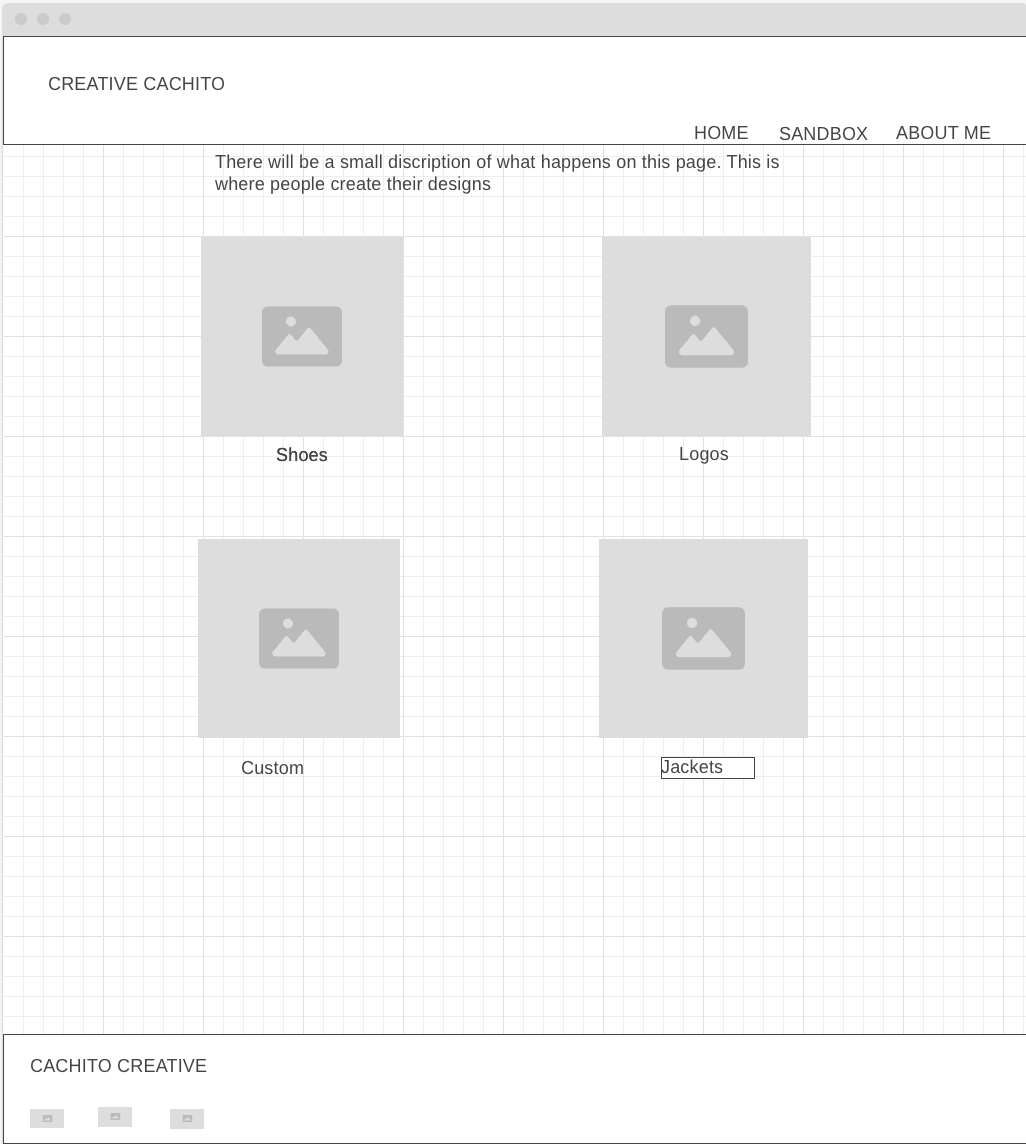 CREATIVE CACHITO
HOME SANDBOX ABOUT ME
There will be a small discription of what happens on this page. This is
where people create their designs
Shoes Logos
Custom Jackets
CACHITO CREATIVE